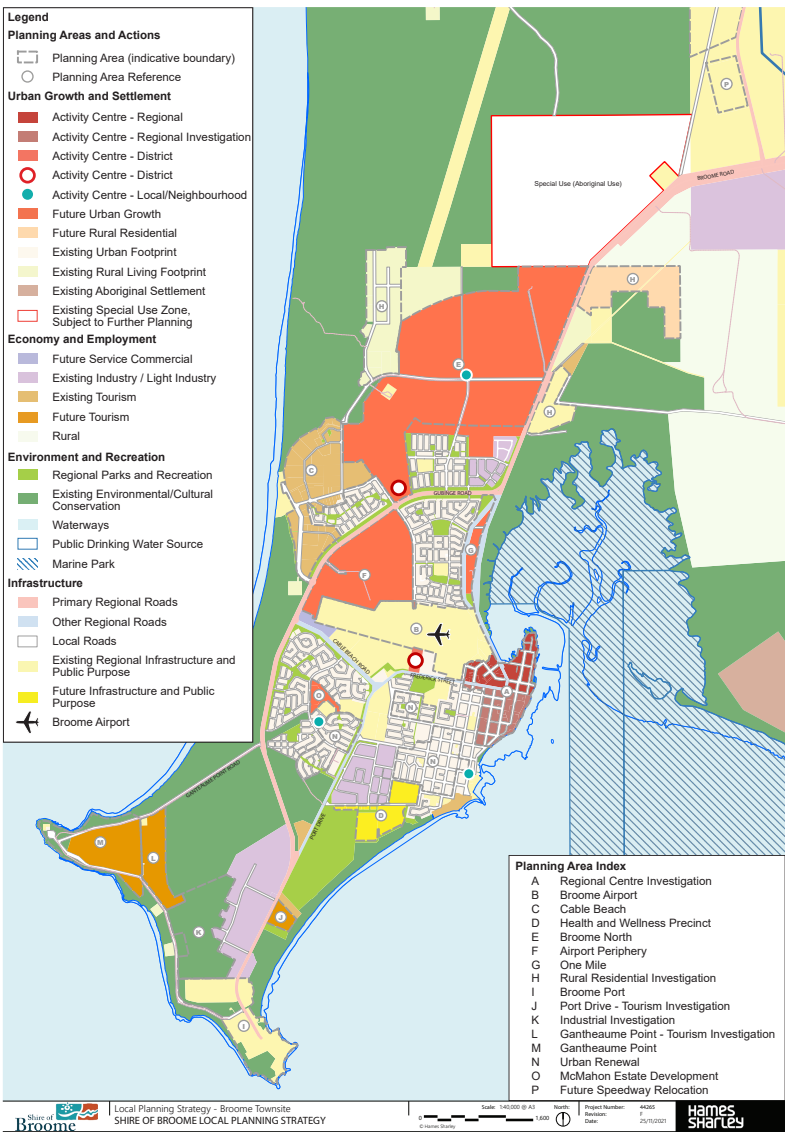 Legend
Planning Areas and Actions
Planning Area (indicative boundary)
Planning Area Reference
Urban Growth and Settlement
Activity Centre - Regional
Activity Centre - Regional Investigation
Activity Centre - District
Activity Centre - District
Activity Centre - Local/Neighbourhood
Future Urban Growth
Future Rural Residential
Existing Urban Footprint
Existing Rural Living Footprint
Existing Aboriginal Settlement
Existing Special Use Zone,
Subject to Further Planning
Economy and Employment
Future Service Commercial
Existing Industry / Light Industry
Existing Tourism
Future Tourism
Rural
Environment and Recreation
Regional Parks and Recreation
Existing Environmental/Cultural
Conservation
Waterways
Public Drinking Water Source
Marine Park
Infrastructure
Primary Regional Roads
Other Regional Roads
Local Roads
Existing Regional Infrastructure and
Public Purpose
Future Infrastructure and Public
Purpose
Broome Airport
P
BROOME ROAD
Special Use (Aboriginal Use)
H
H
E
H
C
GUBINGE ROAD
G
F
B
CABLE BEACH ROAD
FREDERICK STREET
A
O
N
N
N
GANTEAUME POINT ROAD
PORT DRIVE
D
M
L
J
K
I
Planning Area Index
A Regional Centre Investigation
B Broome Airport
C Cable Beach
D Health and Wellness Precinct
E Broome North
F Airport Periphery
G One Mile
H Rural Residential Investigation
I Broome Port
J Port Drive - Tourism Investigation
K Industrial Investigation
L Gantheaume Point - Tourism Investigation
M Gantheaume Point
N Urban Renewal
O McMahon Estate Development
P Future Speedway Relocation
Shire of
Broome
Local Planning Strategy - Broome Townsite
SHIRE OF BROOME LOCAL PLANNING STRATEGY
Scale: 1:40,000 @ A3
0 1,600
© Hames Sharley
North:
Project Number: 44265
Revision: F
Date: 25/11/2021
HAMES
SHARLEY